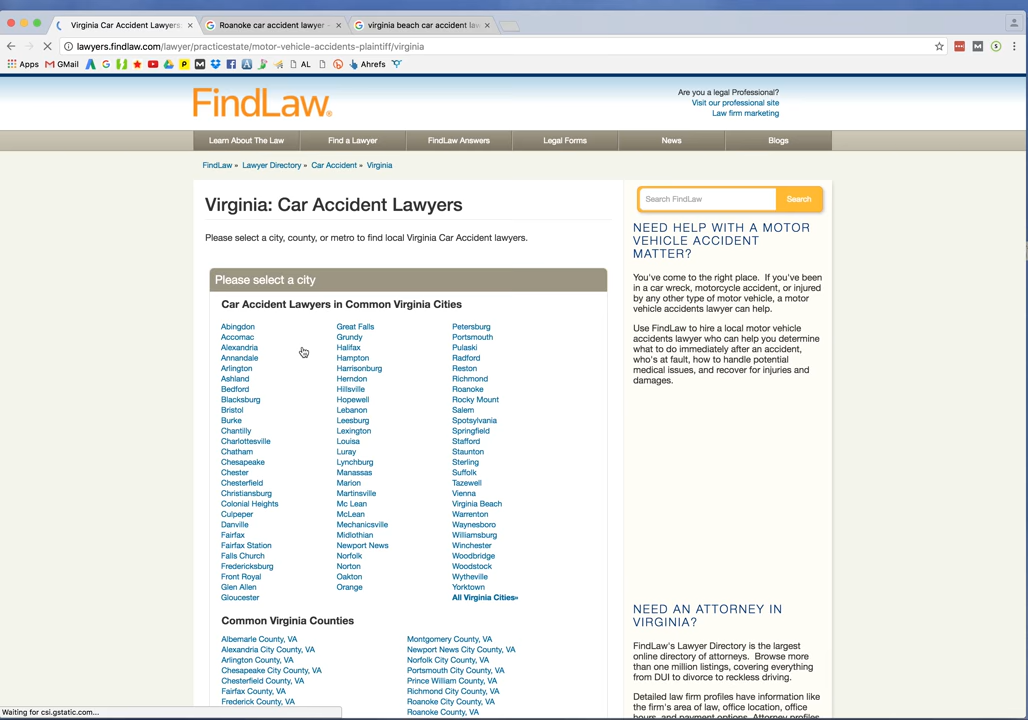 Virginia Car Accident Lawyers
Roanoke car accident lawyer –
virginia beach car accident law
lawyers.findlaw.com/lawyer/practicestate/motor-vehicle-accidents-plaintiff/virginia
Apps
GMail
AL
Ahrefs
FindLaw®
Are you a legal Professional?
Visit our professional site
Law firm marketing
Learn About The Law
Find a Lawyer
FindLaw Answers
Legal Forms
News
Blogs
FindLaw » Lawyer Directory » Car Accident » Virginia
Virginia: Car Accident Lawyers
Please select a city, county, or metro to find local Virginia Car Accident lawyers.
Please select a city
Car Accident Lawyers in Common Virginia Cities
Abingdon
Accomac
Alexandria
Annandale
Arlington
Ashland
Bedford
Blacksburg
Bristol
Burke
Chantilly
Charlottesville
Chatham
Chesapeake
Chester
Chesterfield
Christiansburg
Colonial Heights
Culpeper
Danville
Fairfax
Fairfax Station
Falls Church
Fredericksburg
Front Royal
Glen Allen
Gloucester
Great Falls
Grundy
Halifax
Hampton
Harrisonburg
Herndon
Hillsville
Hopewell
Lebanon
Leesburg
Lexington
Louisa
Luray
Lynchburg
Manassas
Marion
Martinsville
Mc Lean
McLean
Mechanicsville
Midlothian
Newport News
Norfolk
Norton
Oakton
Orange
Petersburg
Portsmouth
Pulaski
Radford
Reston
Richmond
Roanoke
Rocky Mount
Salem
Spotsylvania
Springfield
Stafford
Staunton
Sterling
Suffolk
Tazewell
Vienna
Virginia Beach
Warrenton
Waynesboro
Williamsburg
Winchester
Woodbridge
Woodstock
Wytheville
Yorktown
All Virginia Cities»
Common Virginia Counties
Albemarle County, VA
Alexandria City County, VA
Arlington County, VA
Chesapeake City County, VA
Chesterfield County, VA
Fairfax County, VA
Frederick County, VA
Montgomery County, VA
Newport News City County, VA
Norfolk City County, VA
Portsmouth City County, VA
Prince William County, VA
Richmond City County, VA
Roanoke City County, VA
Roanoke County, VA
Search FindLaw
Search
NEED HELP WITH A MOTOR
VEHICLE ACCIDENT
MATTER?
You've come to the right place. If you've been
in a car wreck, motorcycle accident, or injured
by any other type of motor vehicle, a motor
vehicle accidents lawyer can help.
Use FindLaw to hire a local motor vehicle
accidents lawyer who can help you determine
what to do immediately after an accident,
who's at fault, how to handle potential
medical issues, and recover for injuries and
damages.
NEED AN ATTORNEY IN
VIRGINIA?
FindLaw's Lawyer Directory is the largest
online directory of attorneys. Browse more
than one million listings, covering everything
from DUI to divorce to reckless driving.
Detailed law firm profiles have information like
the firm's area of law, office location, office
hours, and payment options. Attorney profiles
Waiting for csi.gstatic.com...